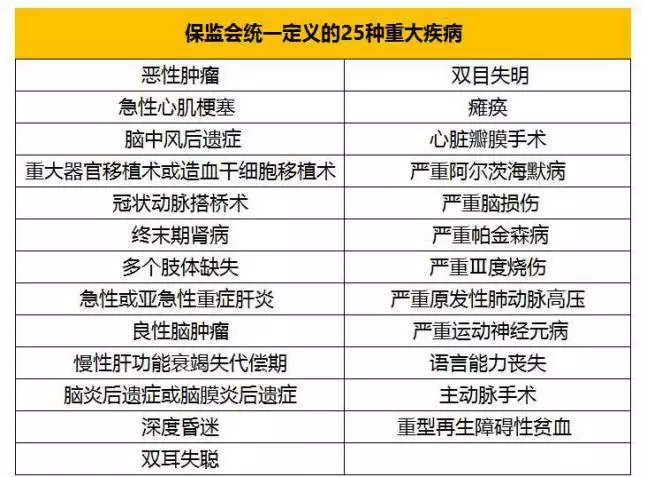 保监会统一定义的25种重大疾病
恶性肿瘤 双目失明
急性心肌梗塞 瘫痪
脑中风后遗症 心脏瓣膜手术
重大器官移植术或造血干细胞移植术 严重阿尔茨海默病
冠状动脉搭桥术 严重脑损伤
终末期肾病 严重帕金森病
多个肢体缺失 严重Ⅲ度烧伤
急性或亚急性重症肝炎 严重原发性肺动脉高压
良性脑肿瘤 严重运动神经元病
慢性肝功能衰竭失代偿期 语言能力丧失
脑炎后遗症或脑膜炎后遗症 主动脉手术
深度昏迷 重型再生障碍性贫血
双耳失聪